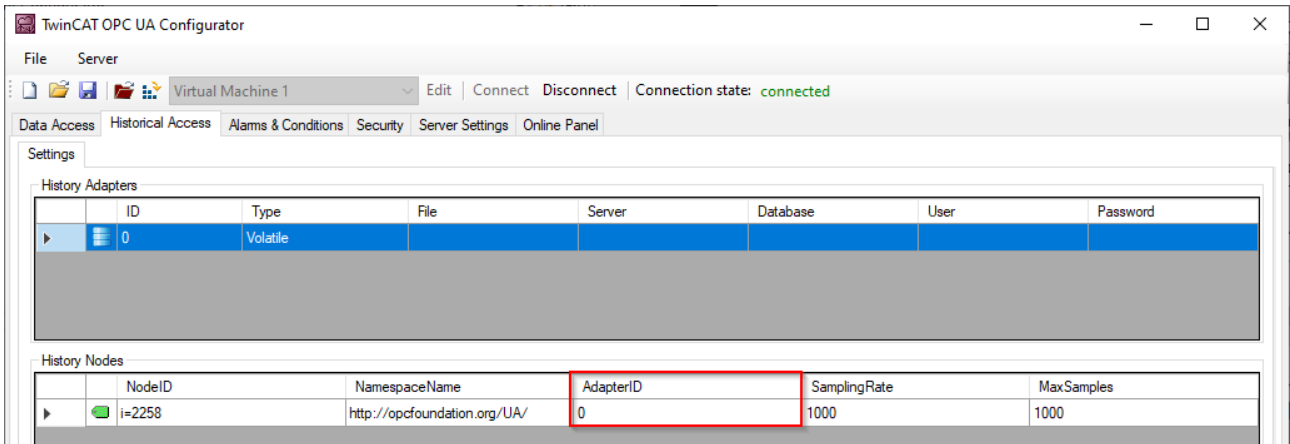 TwinCAT OPC UA Configurator
File Server
Virtual Machine 1 Edit Connect Disconnect Connection state: connected
Data Access Historical Access Alarms & Conditions Security Server Settings Online Panel
Settings
History Adapters
ID Type File Server Database User Password
0 Volatile
History Nodes
NodeID NamespaceName AdapterID SamplingRate MaxSamples
i=2258 http://opcfoundation.org/UA/ 0 1000 1000